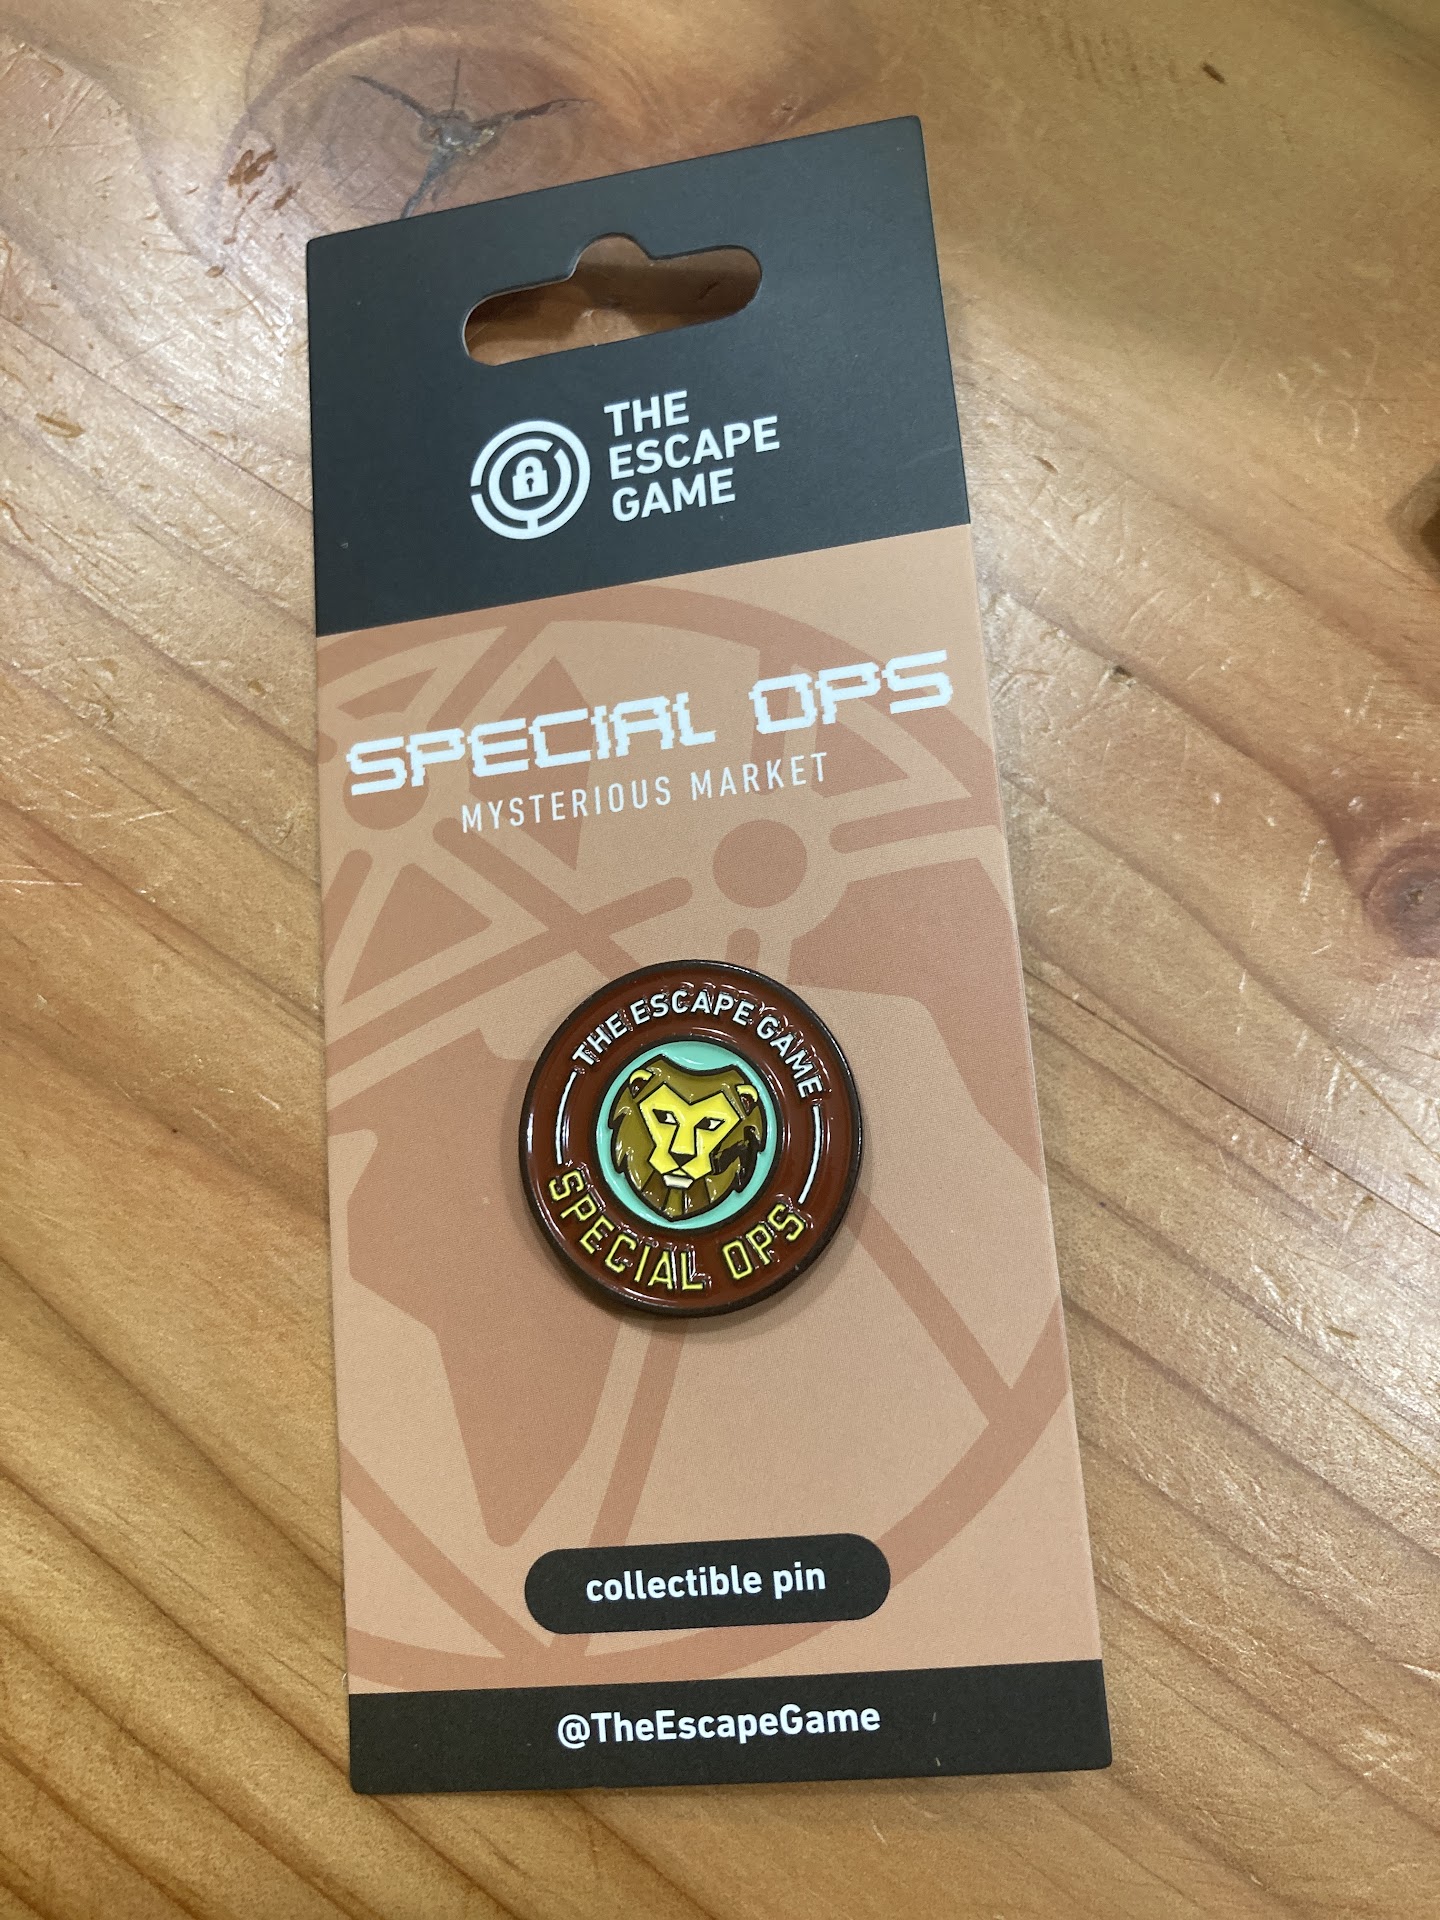 THE
ESCAPE
GAME
SPECIAL OPS
MYSTERIOUS MARKET
THE ESCAPE GAME
SPECIAL OPS
collectible pin
@TheEscapeGame